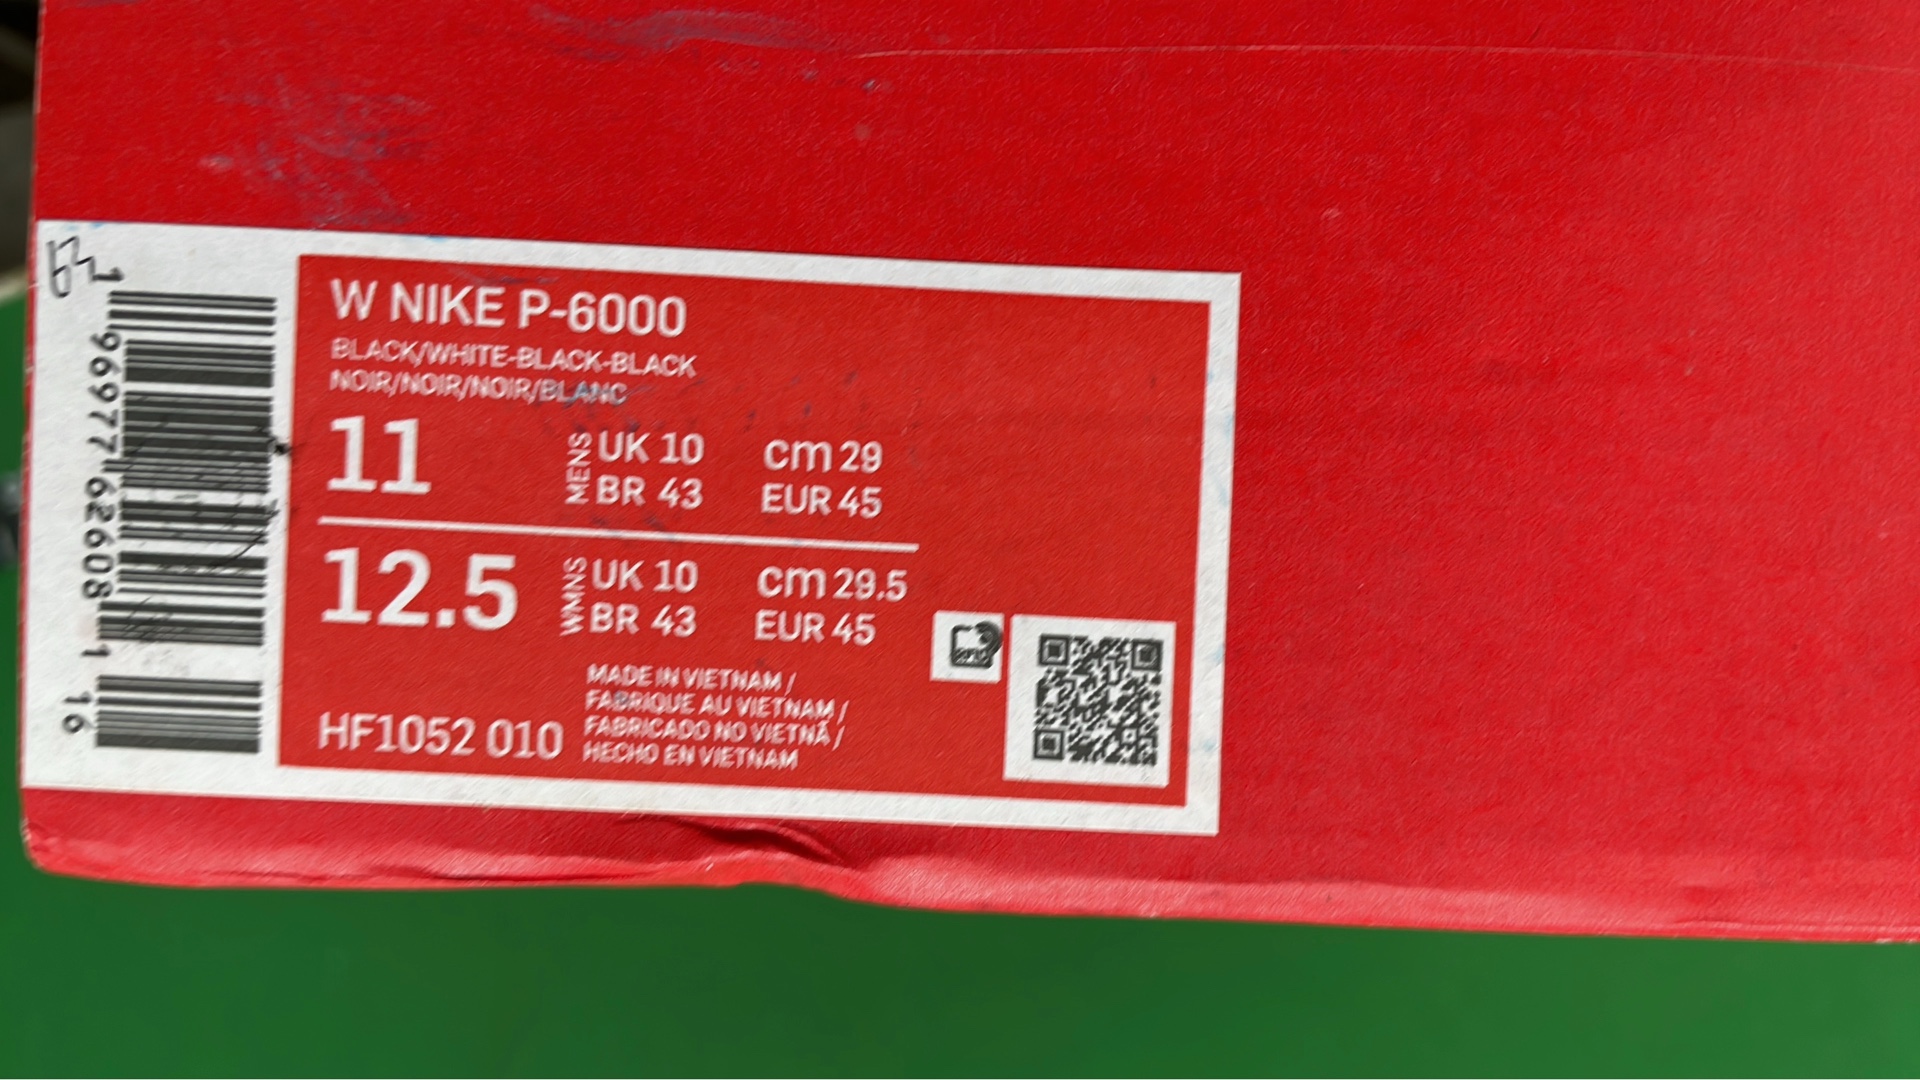 W NIKE P-6000
BLACK/WHITE-BLACK-BLACK
NOIR/NOIR/NOIR/BLANC
11 MENS UK 10 cm 29
BR 43 EUR 45
12.5 WMNS UK 10 cm 29.5
BR 43 EUR 45
HF1052 010
MADE IN VIETNAM /
FABRIQUE AU VIETNAM /
FABRICADO NO VIETNÃ /
HECHO EN VIETNAM
1 96977 62608 1 16